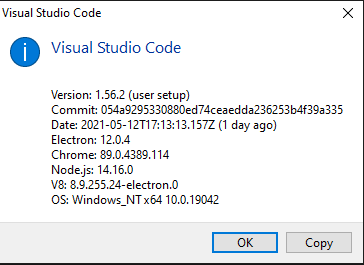 Visual Studio Code
Visual Studio Code
Version: 1.56.2 (user setup)
Commit: 054a9295330880ed74ceaedda236253b4f39a335
Date: 2021-05-12T17:13:13.157Z (1 day ago)
Electron: 12.0.4
Chrome: 89.0.4389.114
Node.js: 14.16.0
V8: 8.9.255.24-electron.0
OS: Windows_NT x64 10.0.19042
OK
Copy